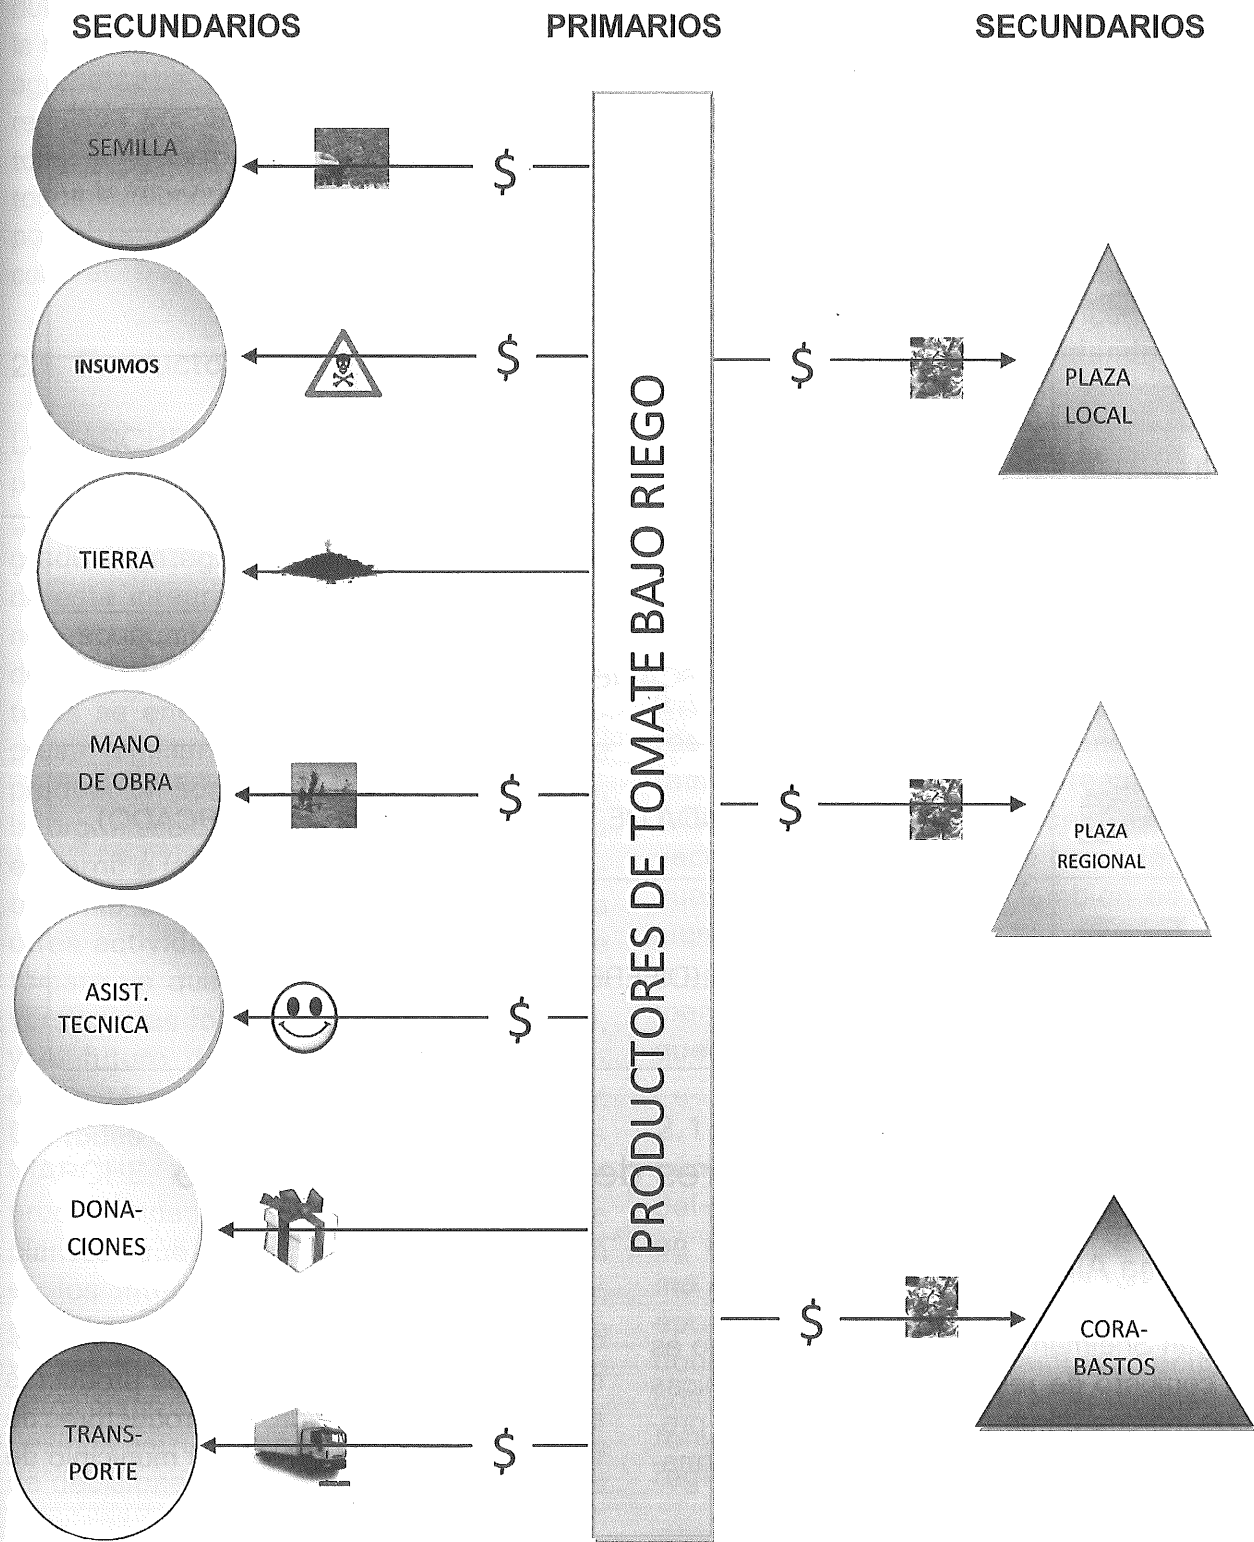 SECUNDARIOS
PRIMARIOS
SECUNDARIOS
SEMILLA
$
INSUMOS
$
TIERRA
MANO
DE OBRA
$
ASIST.
TECNICA
$
DONA-
CIONES
TRANS-
PORTE
$
PRODUCTORES DE TOMATE BAJO RIEGO
$
PLAZA
LOCAL
$
PLAZA
REGIONAL
$
CORA-
BASTOS